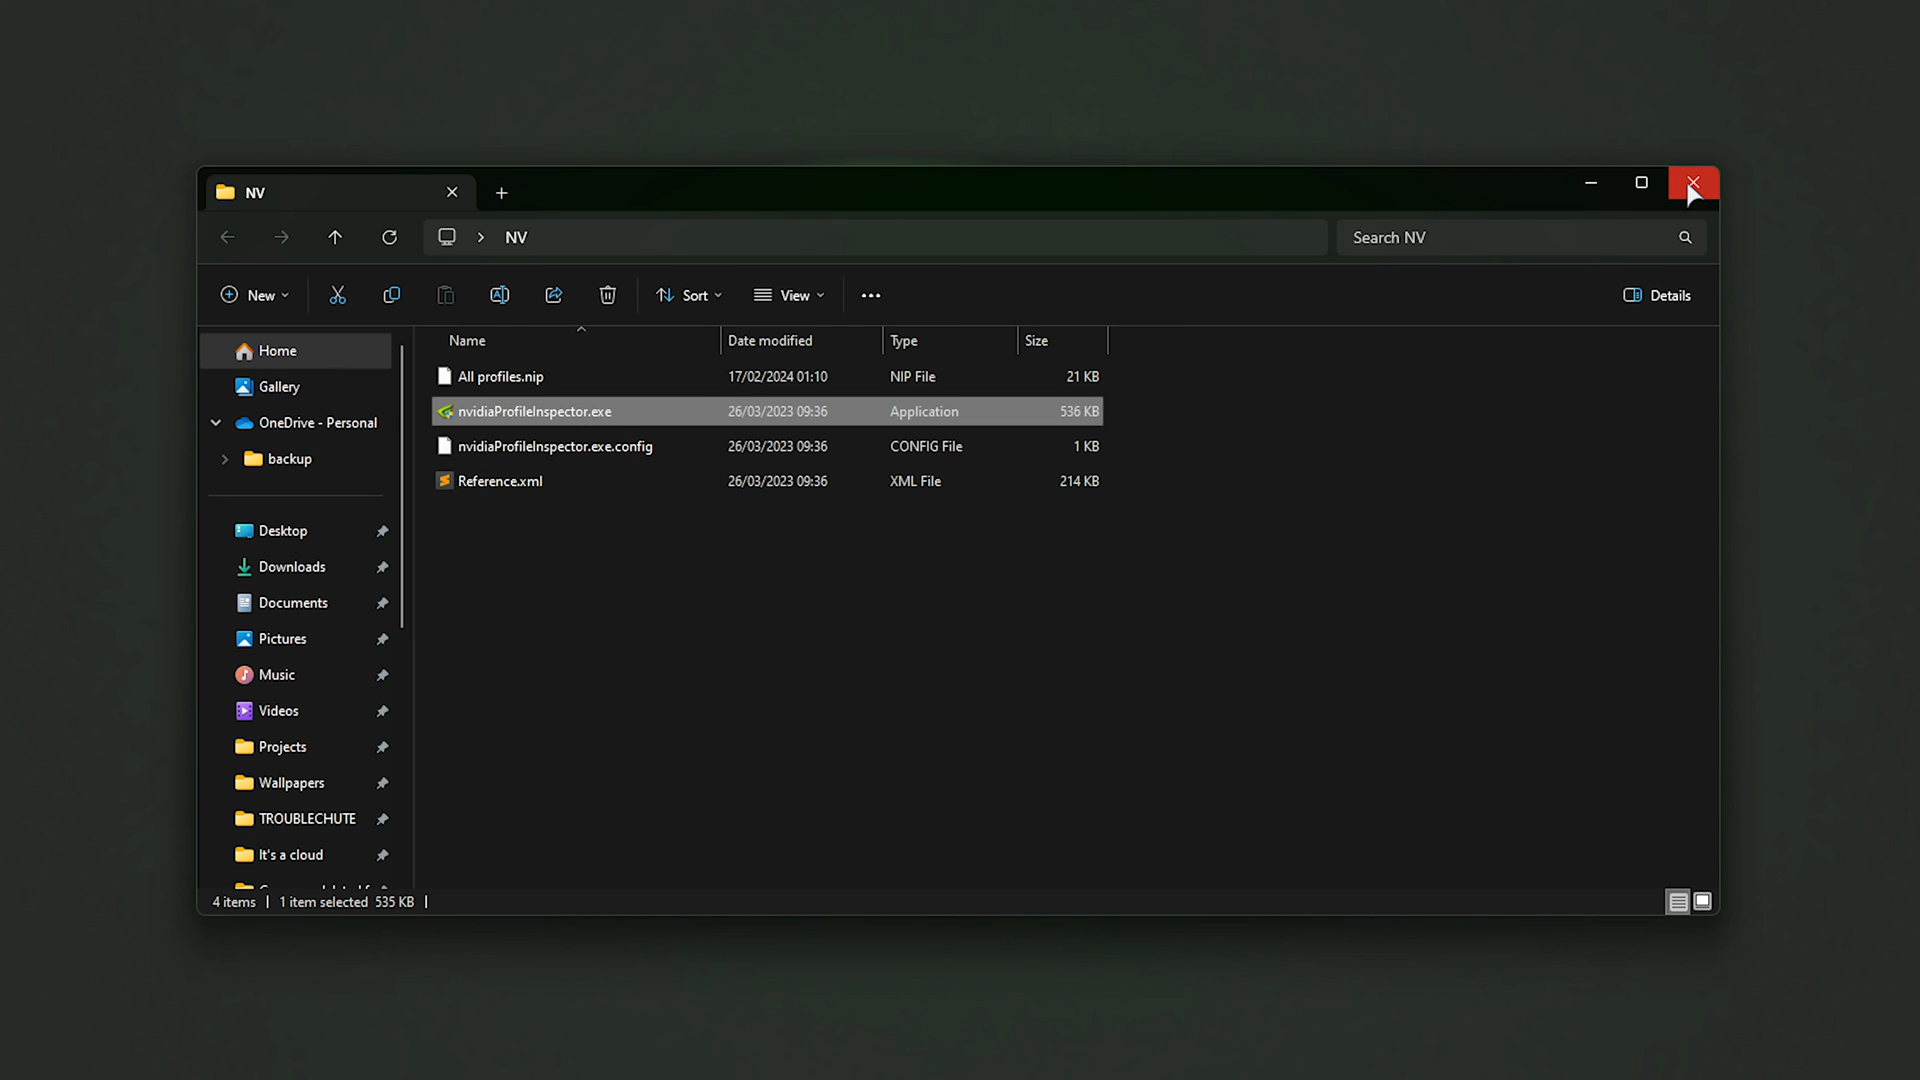 NV
NV
Search NV
New
Sort
View
Details
Name
Date modified
Type
Size
All profiles.nip
17/02/2024 01:10
NIP File
21 KB
nvidiaProfileInspector.exe
26/03/2023 09:36
Application
536 KB
nvidiaProfileInspector.exe.config
26/03/2023 09:36
CONFIG File
1 KB
Reference.xml
26/03/2023 09:36
XML File
214 KB
Home
Gallery
OneDrive - Personal
backup
Desktop
Downloads
Documents
Pictures
Music
Videos
Projects
Wallpapers
TROUBLECHUTE
It's a cloud
4 items
1 item selected 535 KB